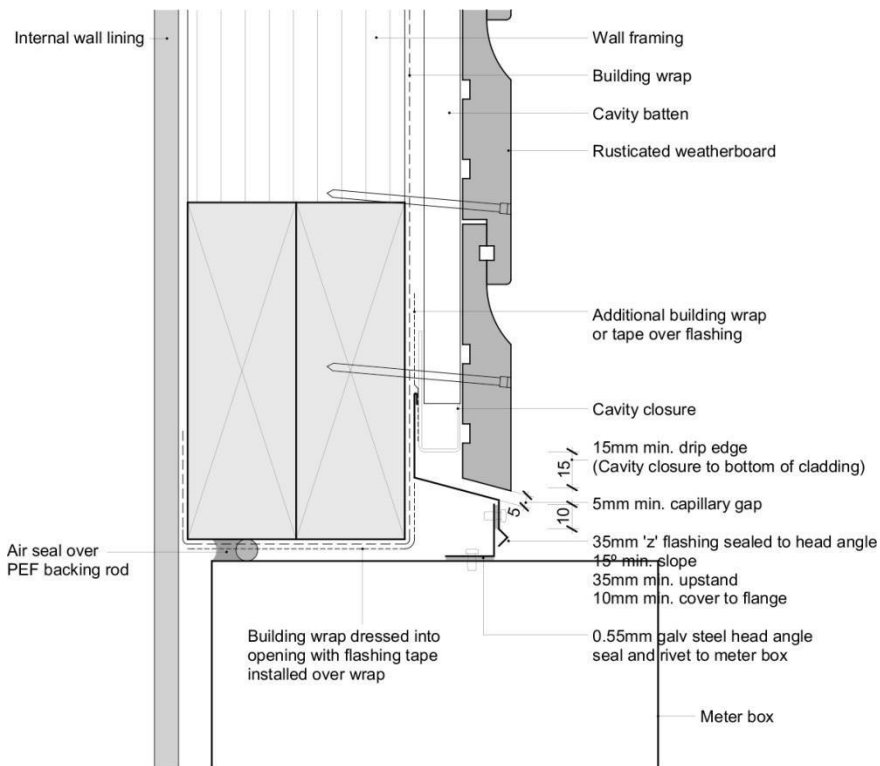 Internal wall lining
Wall framing
Building wrap
Cavity batten
Rusticated weatherboard
Additional building wrap
or tape over flashing
Cavity closure
15mm min. drip edge
(Cavity closure to bottom of cladding)
15
5mm min. capillary gap
5
10
35mm 'z' flashing sealed to head angle
15º min. slope
35mm min. upstand
10mm min. cover to flange
Air seal over
PEF backing rod
Building wrap dressed into
opening with flashing tape
installed over wrap
0.55mm galv steel head angle
seal and rivet to meter box
Meter box